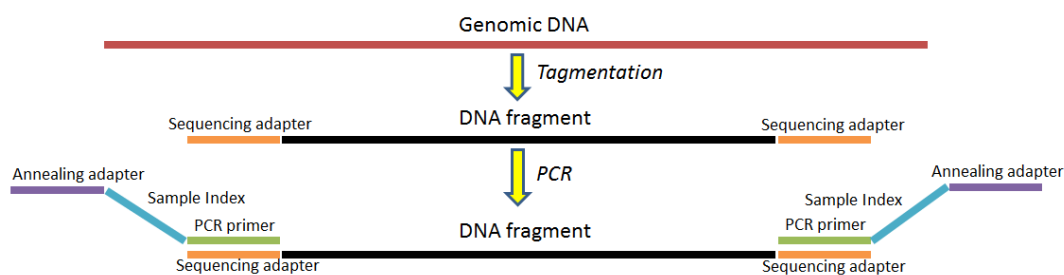 Genomic DNA
Tagmentation
DNA fragment
Sequencing adapter
Sequencing adapter
PCR
Annealing adapter
Annealing adapter
Sample Index
Sample Index
PCR primer
PCR primer
DNA fragment
Sequencing adapter
Sequencing adapter